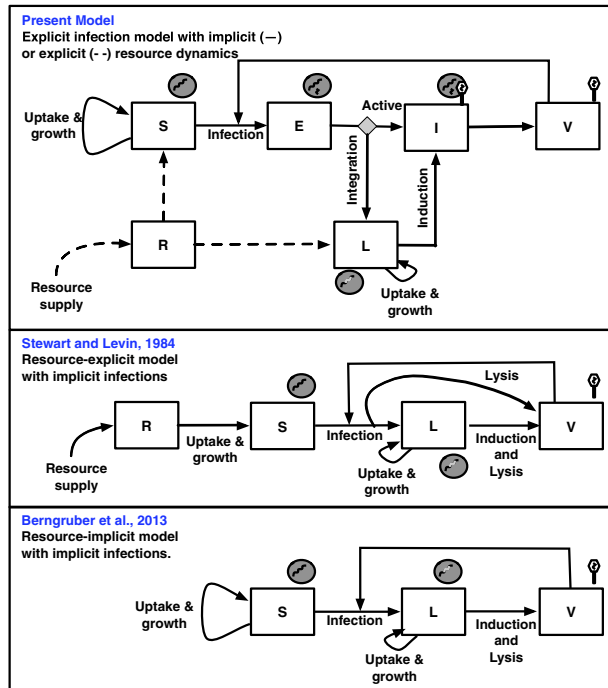 Present Model
Explicit infection model with implicit (—)
or explicit (- -) resource dynamics
Uptake &
growth
S
Infection
E
Active
I
V
Integration
Induction
R
L
Resource
supply
Uptake &
growth
Stewart and Levin, 1984
Resource-explicit model
with implicit infections
Lysis
R
S
L
V
Uptake &
growth
Infection
Induction
and
Lysis
Resource
supply
Uptake &
growth
Berngruber et al., 2013
Resource-implicit model
with implicit infections.
Uptake &
growth
S
L
V
Infection
Induction
and
Lysis
Uptake &
growth